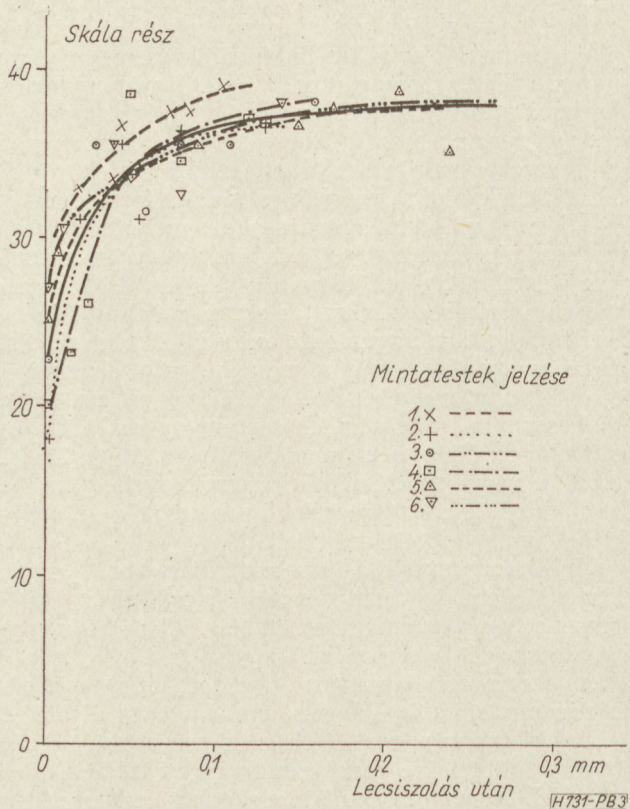 Skála rész
40
30
20
10
0
Mintatestek jelzése
1.
2.
3.
4.
5.
6.
0
0,1
0,2
0,3 mm
Lecsiszolás után
H731-PB3